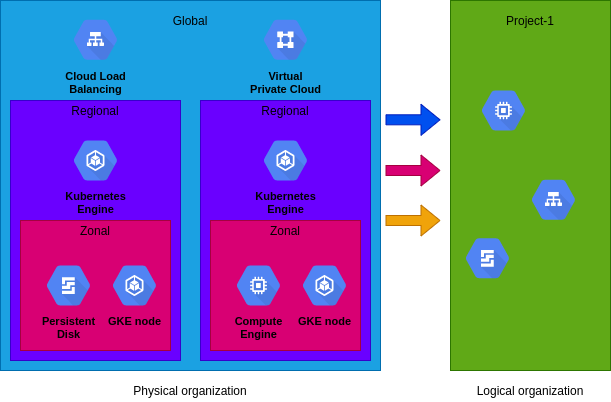 Global
Project-1
Cloud Load
Balancing
Virtual
Private Cloud
Regional
Regional
Kubernetes
Engine
Kubernetes
Engine
Zonal
Zonal
Persistent
Disk
GKE node
Compute
Engine
GKE node
Physical organization
Logical organization